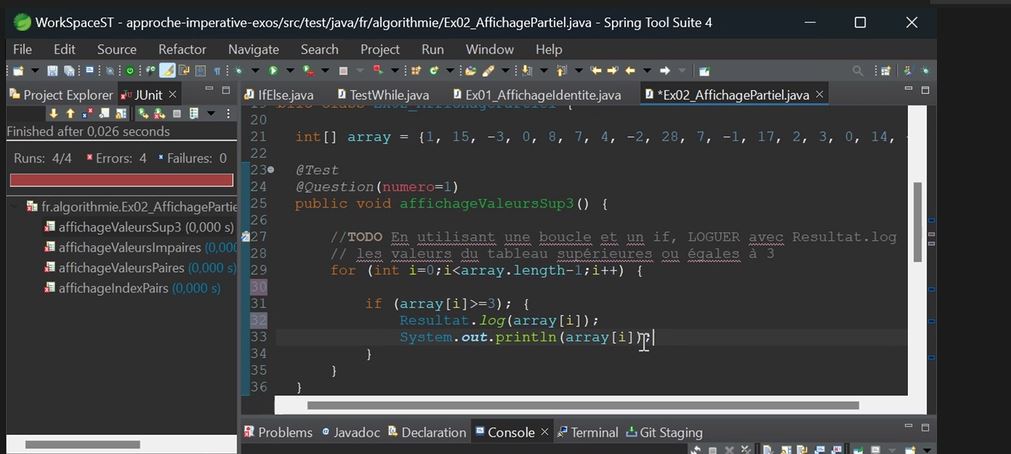 WorkSpaceST - approche-imperative-exos/src/test/java/fr/algorithmie/Ex02_AffichagePartiel.java - Spring Tool Suite 4
File Edit Source Refactor Navigate Search Project Run Window Help
Project Explorer JUnit
IfElse.java TestWhile.java Ex01_AffichageIdentite.java *Ex02_AffichagePartiel.java
Finished after 0,026 seconds
Runs: 4/4 Errors: 4 Failures: 0
fr.algorithmie.Ex02_AffichagePartie
affichageValeursSup3 (0,000 s)
affichageValeursImpaires (0,000
affichageValeursPaires (0,000 s)
affichageIndexPairs (0,000 s)
20
21 int[] array = {1, 15, -3, 0, 8, 7, 4, -2, 28, 7, -1, 17, 2, 3, 0, 14,
22
23 @Test
24 @Question(numero=1)
25 public void affichageValeursSup3() {
26
27 //TODO En utilisant une boucle et un if, LOGUER avec Resultat.log
28 // les valeurs du tableau supérieures ou égales à 3
29 for (int i=0;i<array.length-1;i++) {
30
31 if (array[i]>=3); {
32 Resultat.log(array[i]);
33 System.out.println(array[i]);
34 }
35 }
36 }
Problems Javadoc Declaration Console Terminal Git Staging